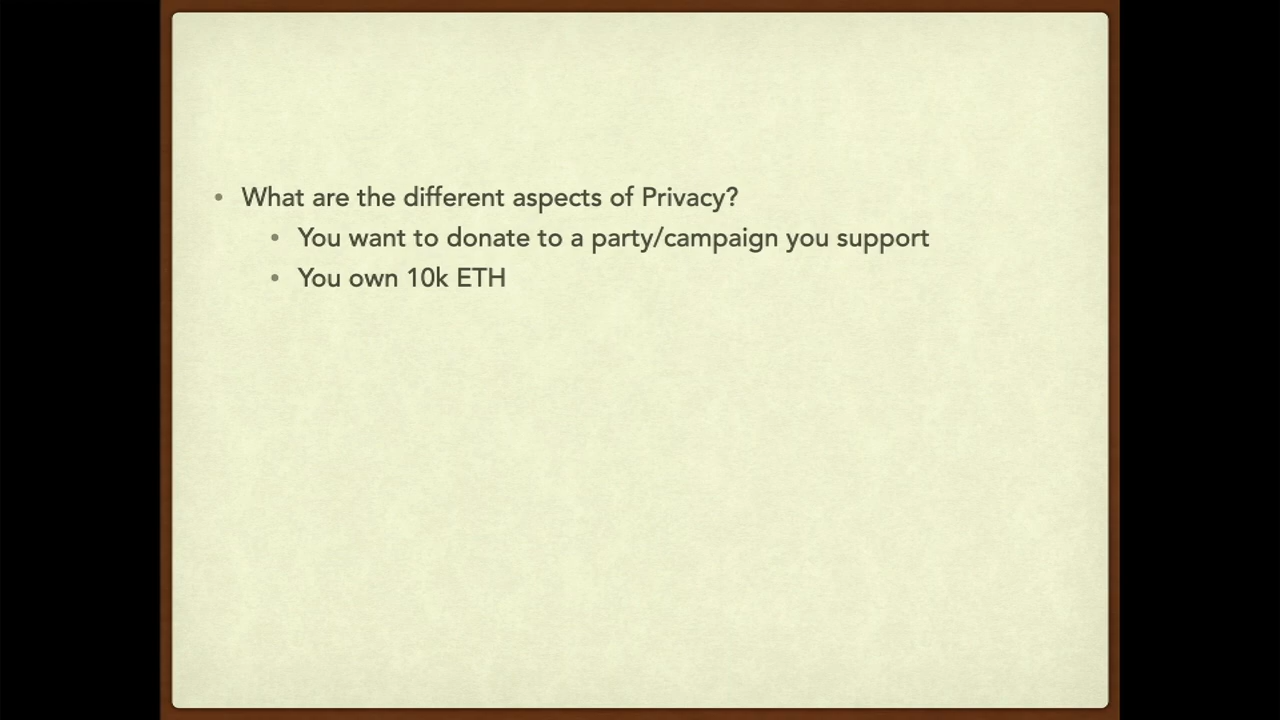 • What are the different aspects of Privacy?
• You want to donate to a party/campaign you support
• You own 10k ETH